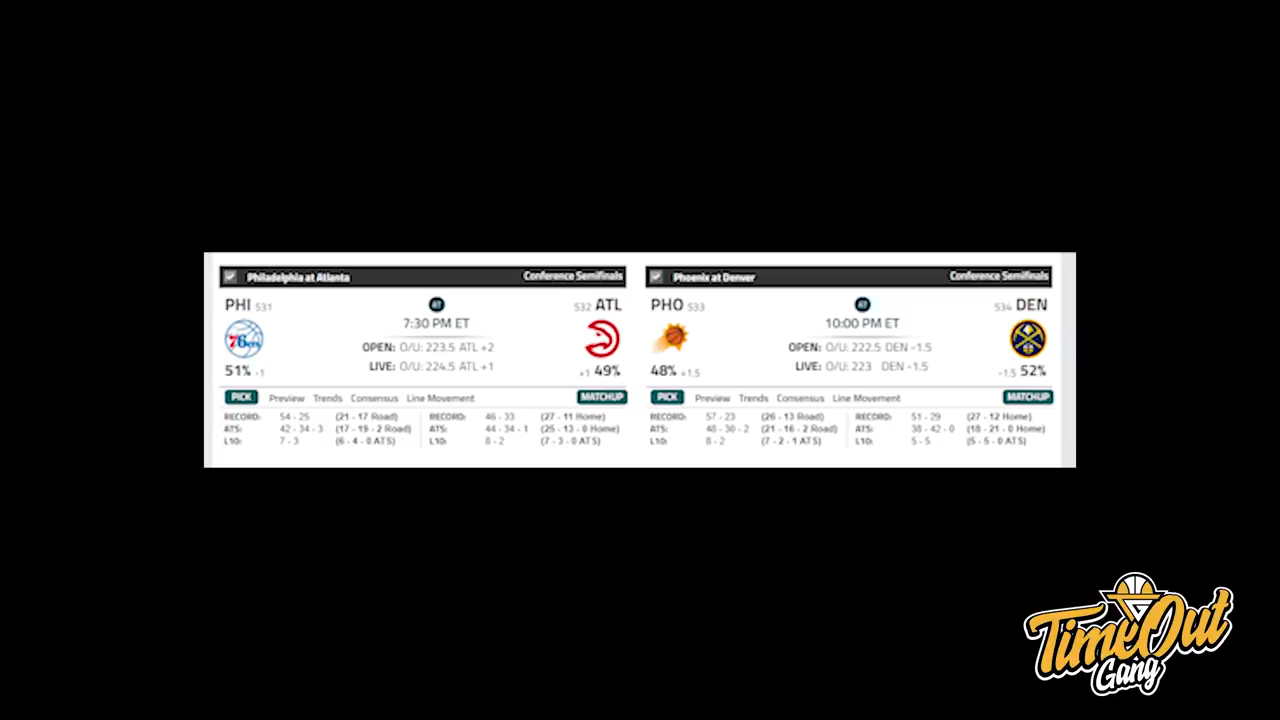 Philadelphia at Atlanta Conference Semifinals
PHI 531 AT 532 ATL
7:30 PM ET
76ers
OPEN: O/U: 223.5 ATL +2
LIVE: O/U: 224.5 ATL +1
51% -1 +1 49%
PICK Preview Trends Consensus Line Movement MATCHUP
RECORD: 54 - 25 (21 - 17 Road) RECORD: 46 - 33 (27 - 11 Home)
ATS: 42 - 34 - 3 (17 - 19 - 2 Road) ATS: 44 - 34 - 1 (25 - 13 - 0 Home)
L10: 7 - 3 (6 - 4 - 0 ATS) L10: 8 - 2 (7 - 3 - 0 ATS)
Phoenix at Denver Conference Semifinals
PHO 533 AT 534 DEN
10:00 PM ET
OPEN: O/U: 222.5 DEN -1.5
LIVE: O/U: 223 DEN -1.5
48% +1.5 -1.5 52%
PICK Preview Trends Consensus Line Movement MATCHUP
RECORD: 57 - 23 (26 - 13 Road) RECORD: 51 - 29 (27 - 12 Home)
ATS: 48 - 30 - 2 (21 - 16 - 2 Road) ATS: 38 - 42 - 0 (18 - 21 - 0 Home)
L10: 8 - 2 (7 - 2 - 1 ATS) L10: 5 - 5 (5 - 5 - 0 ATS)
G
TimeOut
Gang